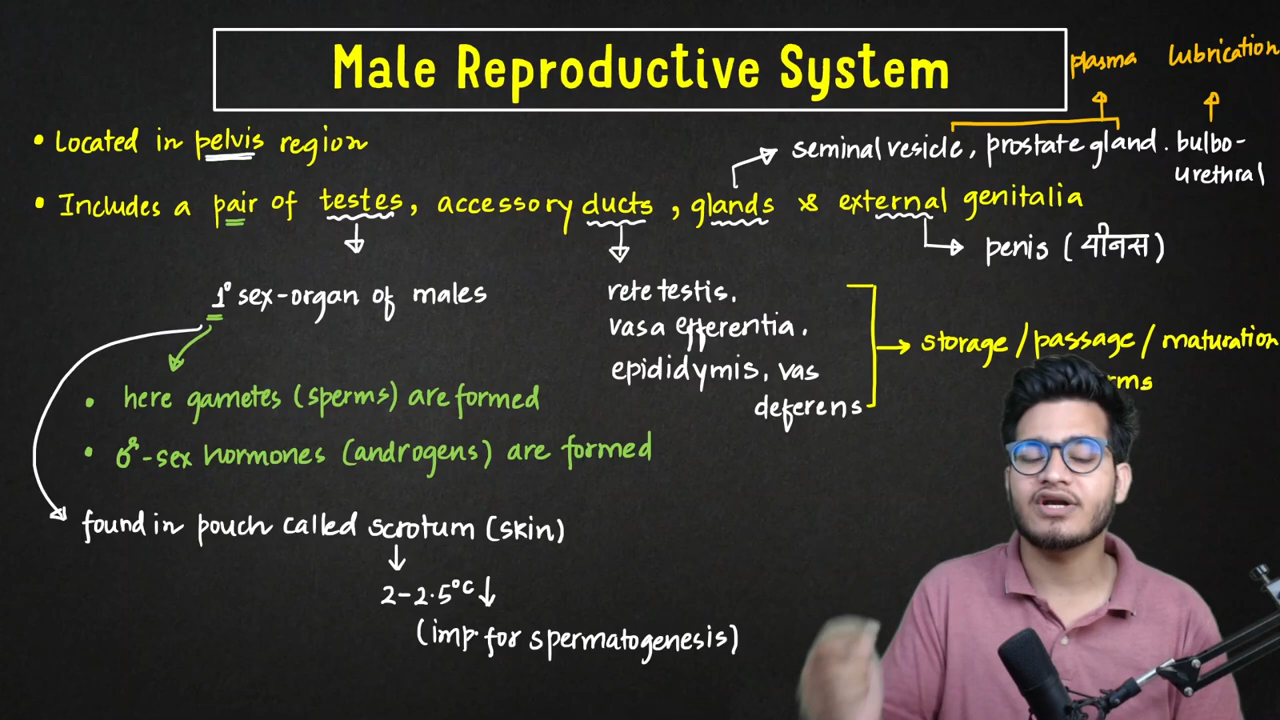 Male Reproductive System
plasma lubrication
• Located in pelvis region
seminal vesicle, prostate gland. bulbo-
urethral
• Includes a pair of testes, accessory ducts, glands & external genitalia
penis (पीनस)
1° sex-organ of males
rete testis,
vasa efferentia,
epididymis, vas
deferens
storage / passage / maturation
• here gametes (sperms) are formed
• ♂-sex hormones (androgens) are formed
found in pouch called scrotum (skin)
2-2.5°C↓
(imp. for spermatogenesis)